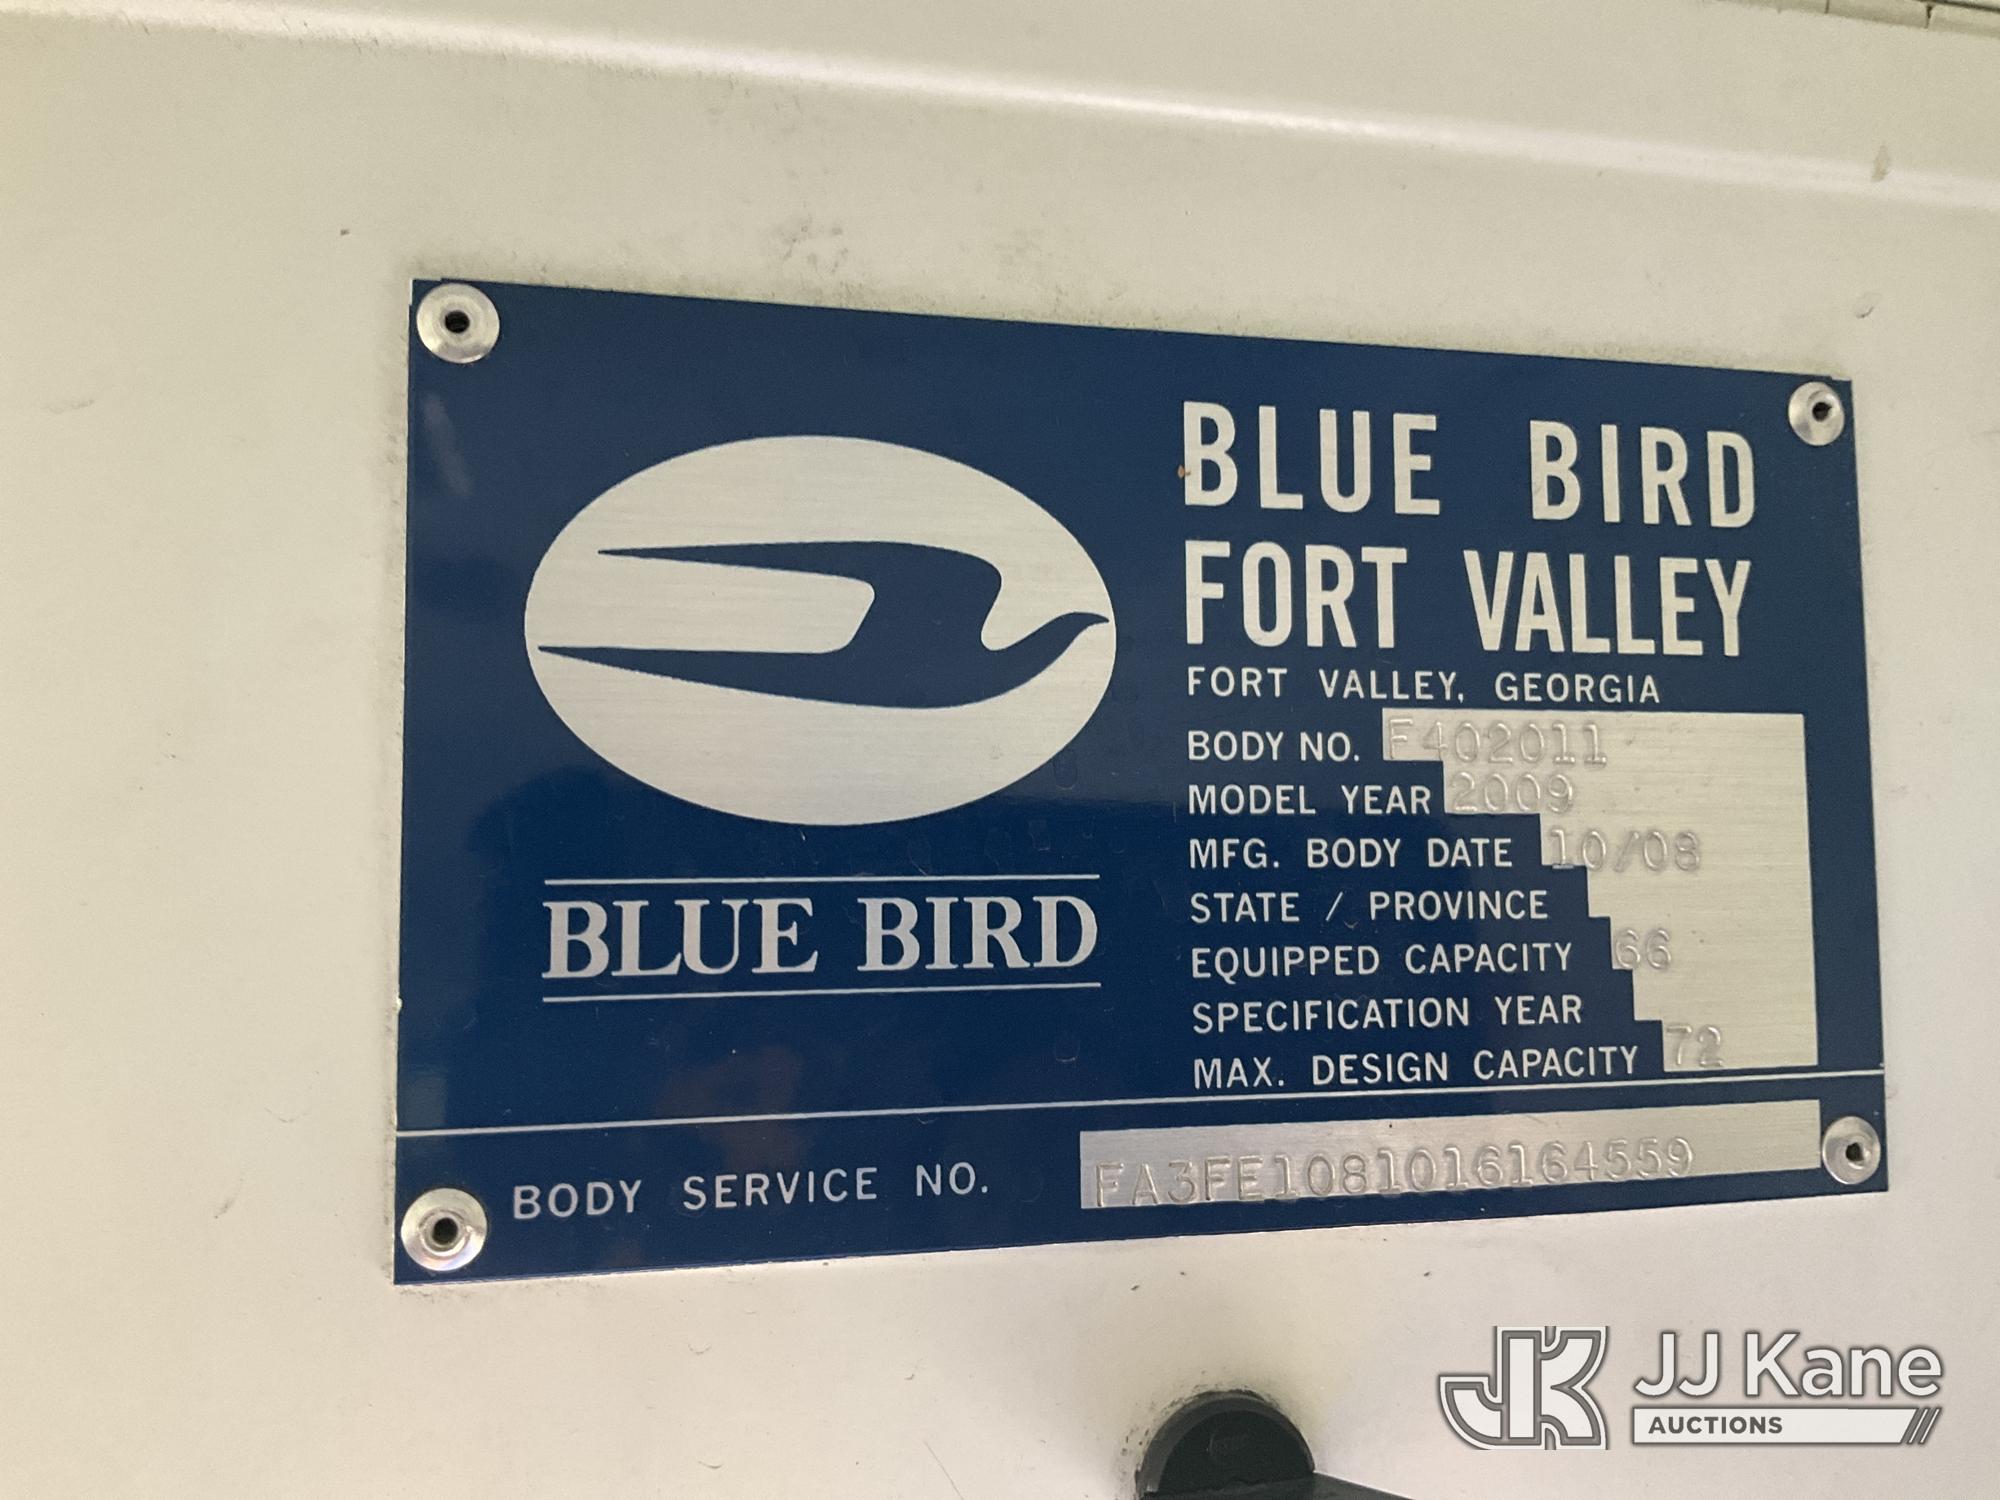 BLUE BIRD
BLUE BIRD
FORT VALLEY
FORT VALLEY, GEORGIA
BODY NO. F402011
MODEL YEAR 2009
MFG. BODY DATE 10/08
STATE / PROVINCE
EQUIPPED CAPACITY 66
SPECIFICATION YEAR
MAX. DESIGN CAPACITY 72
BODY SERVICE NO. FA3FE1081016164559
JK JJ Kane
AUCTIONS